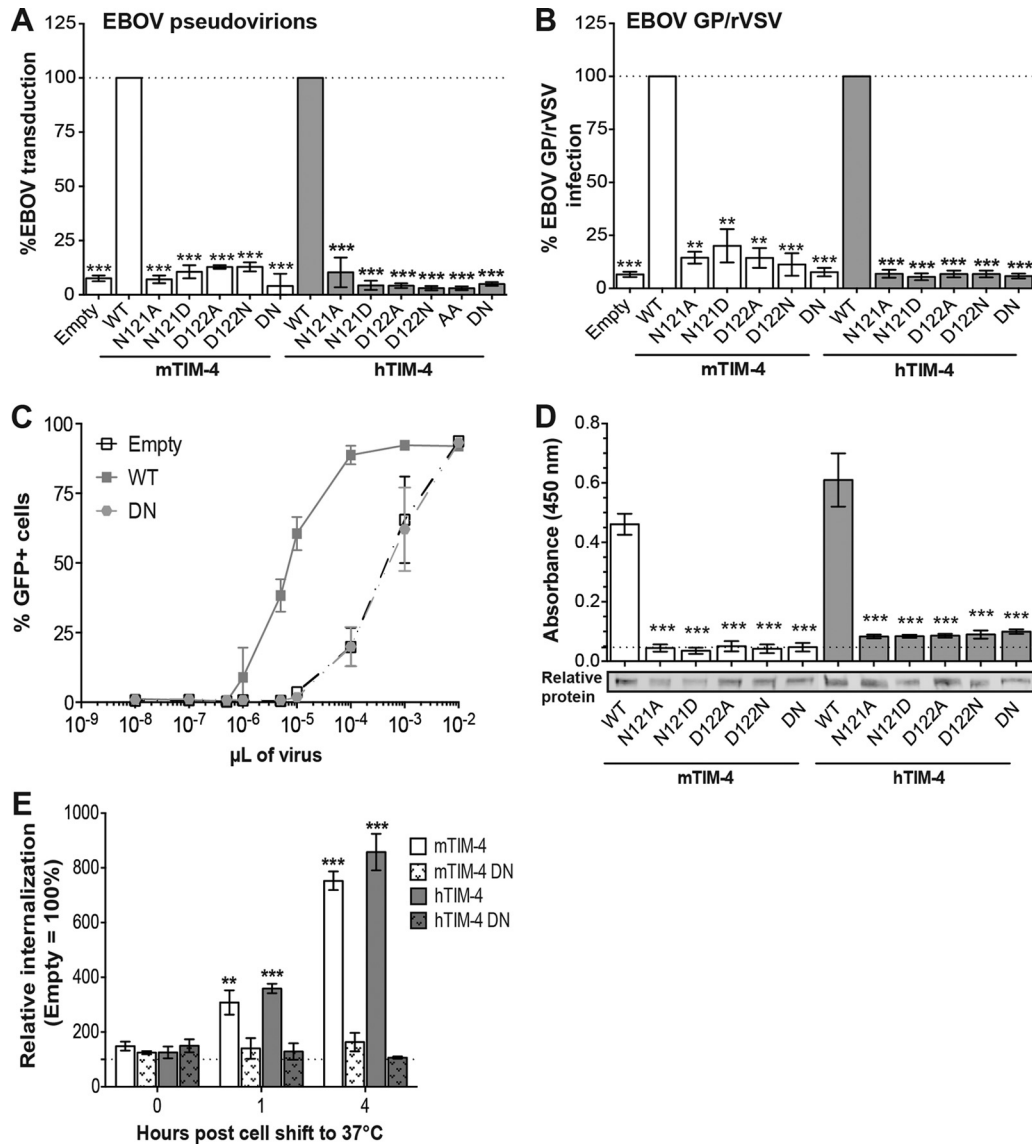 A EBOV pseudovirions
%EBOV transduction
100
75
50
25
0
***
***
***
***
***
***
***
***
***
***
***
***
Empty
WT
N121A
N121D
D122A
D122N
DN
WT
N121A
N121D
D122A
D122N
AA
DN
mTIM-4
hTIM-4
B EBOV GP/rVSV
% EBOV GP/rVSV
infection
100
75
50
25
0
***
**
**
**
***
***
***
***
***
***
***
Empty
WT
N121A
N121D
D122A
D122N
DN
WT
N121A
N121D
D122A
D122N
DN
mTIM-4
hTIM-4
C
% GFP+ cells
100
75
50
25
0
Empty
WT
DN
10-9
10-8
10-7
10-6
10-5
10-4
10-3
10-2
µL of virus
D
Absorbance (450 nm)
0.8
0.6
0.4
0.2
0.0
***
***
***
***
***
***
***
***
***
***
Relative
protein
WT
N121A
N121D
D122A
D122N
DN
WT
N121A
N121D
D122A
D122N
DN
mTIM-4
hTIM-4
E
Relative internalization
(Empty = 100%)
1000
800
600
400
200
0
**
***
***
***
mTIM-4
mTIM-4 DN
hTIM-4
hTIM-4 DN
0
1
4
Hours post cell shift to 37°C